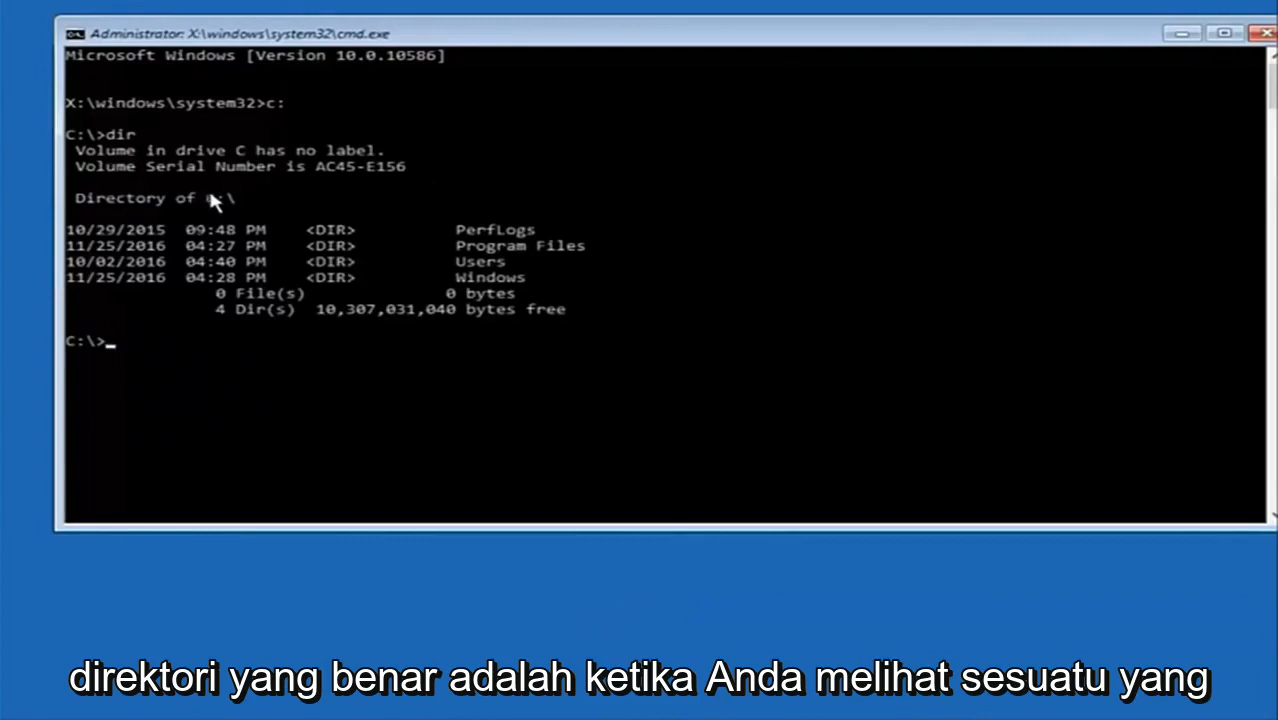 Administrator: X:\windows\system32\cmd.exe
Microsoft Windows [Version 10.0.10586]
X:\windows\system32>c:
C:\>dir
Volume in drive C has no label.
Volume Serial Number is AC45-E156
Directory of :\
10/29/2015 09:48 PM <DIR> PerfLogs
11/25/2016 04:27 PM <DIR> Program Files
10/02/2016 04:40 PM <DIR> Users
11/25/2016 04:28 PM <DIR> Windows
0 File(s) 0 bytes
4 Dir(s) 10,307,031,040 bytes free
C:\>_
direktori yang benar adalah ketika Anda melihat sesuatu yang